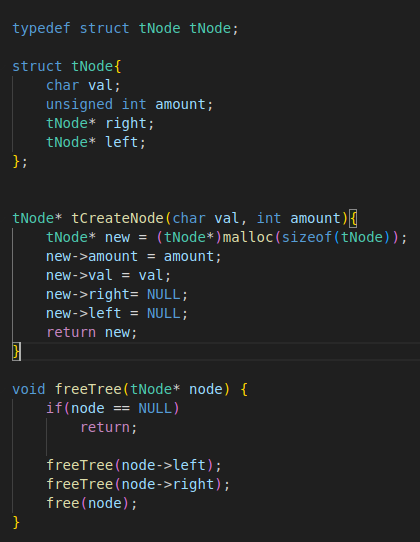 typedef struct tNode tNode;
struct tNode{
    char val;
    unsigned int amount;
    tNode* right;
    tNode* left;
};
tNode* tCreateNode(char val, int amount){
    tNode* new = (tNode*)malloc(sizeof(tNode));
    new->amount = amount;
    new->val = val;
    new->right= NULL;
    new->left = NULL;
    return new;
}
void freeTree(tNode* node) {
    if(node == NULL)
        return;
    freeTree(node->left);
    freeTree(node->right);
    free(node);
}